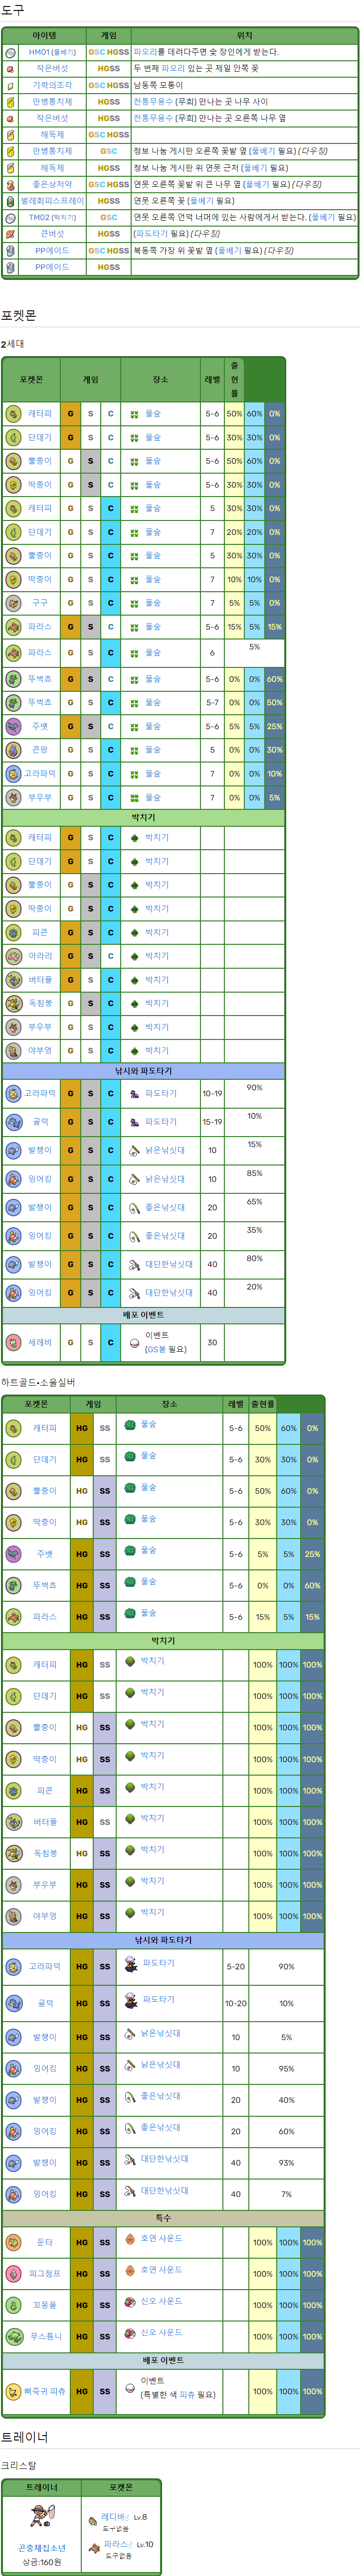 도구
아이템 게임 위치
HM01 (풀베기) GSC HGSS 파오리를 데려다주면 숯 장인에게 받는다.
작은버섯 HGSS 두 번째 파오리 있는 곳 제일 안쪽 꽃
기력의조각 GSC HGSS 남동쪽 모퉁이
만병통치제 HGSS 전통무용수 (무희) 만나는 곳 나무 사이
작은버섯 HGSS 전통무용수 (무희) 만나는 곳 오른쪽 나무 옆
해독제 GSC HGSS
만병통치제 GSC 정보 나눔 게시판 오른쪽 꽃밭 옆 (풀베기 필요) (다우징)
해독제 HGSS 정보 나눔 게시판 위 연못 근처 (풀베기 필요)
좋은상처약 GSC HGSS 연못 오른쪽 꽃밭 위 큰 나무 옆 (풀베기 필요) (다우징)
벌레회피스프레이 HGSS 연못 오른쪽 꽃 (풀베기 필요)
TM02 (박치기) GSC 연못 오른쪽 언덕 너머에 있는 사람에게서 받는다. (풀베기 필요)
큰버섯 HGSS (파도타기 필요) (다우징)
PP에이드 GSC HGSS 북동쪽 가장 위 꽃밭 옆 (풀베기 필요) (다우징)
PP에이드 HGSS
포켓몬
2세대
포켓몬 게임 장소 레벨 출현률
캐터피 G S C 풀숲 5-6 50% 60% 0%
단데기 G S C 풀숲 5-6 30% 30% 0%
뿔충이 G S C 풀숲 5-6 50% 60% 0%
딱충이 G S C 풀숲 5-6 30% 30% 0%
캐터피 G S C 풀숲 5 30% 30% 0%
단데기 G S C 풀숲 7 20% 20% 0%
뿔충이 G S C 풀숲 5 30% 30% 0%
딱충이 G S C 풀숲 7 10% 10% 0%
구구 G S C 풀숲 7 5% 5% 0%
파라스 G S C 풀숲 5-6 15% 5% 15%
파라스 G S C 풀숲 6 5%
뚜벅쵸 G S C 풀숲 5-6 0% 0% 60%
뚜벅쵸 G S C 풀숲 5-7 0% 0% 50%
주뱃 G S C 풀숲 5-6 5% 5% 25%
콘팡 G S C 풀숲 5 0% 0% 30%
고라파덕 G S C 풀숲 7 0% 0% 10%
부우부 G S C 풀숲 7 0% 0% 5%
박치기
캐터피 G S C 박치기
단데기 G S C 박치기
뿔충이 G S C 박치기
딱충이 G S C 박치기
피콘 G S C 박치기
아라리 G S C 박치기
버터플 G S C 박치기
독침붕 G S C 박치기
부우부 G S C 박치기
야부엉 G S C 박치기
낚시와 파도타기
고라파덕 G S C 파도타기 10-19 90%
골덕 G S C 파도타기 15-19 10%
발챙이 G S C 낡은낚싯대 10 15%
잉어킹 G S C 낡은낚싯대 10 85%
발챙이 G S C 좋은낚싯대 20 65%
잉어킹 G S C 좋은낚싯대 20 35%
발챙이 G S C 대단한낚싯대 40 80%
잉어킹 G S C 대단한낚싯대 40 20%
배포 이벤트
세레비 G S C 이벤트 30
(GS볼 필요)
하트골드•소울실버
포켓몬 게임 장소 레벨 출현률
캐터피 HG SS 풀숲 5-6 50% 60% 0%
단데기 HG SS 풀숲 5-6 30% 30% 0%
뿔충이 HG SS 풀숲 5-6 50% 60% 0%
딱충이 HG SS 풀숲 5-6 30% 30% 0%
주뱃 HG SS 풀숲 5-6 5% 5% 25%
뚜벅쵸 HG SS 풀숲 5-6 0% 0% 60%
파라스 HG SS 풀숲 5-6 15% 5% 15%
박치기
캐터피 HG SS 박치기 100% 100% 100%
단데기 HG SS 박치기 100% 100% 100%
뿔충이 HG SS 박치기 100% 100% 100%
딱충이 HG SS 박치기 100% 100% 100%
피콘 HG SS 박치기 100% 100% 100%
버터플 HG SS 박치기 100% 100% 100%
독침붕 HG SS 박치기 100% 100% 100%
부우부 HG SS 박치기 100% 100% 100%
야부엉 HG SS 박치기 100% 100% 100%
낚시와 파도타기
고라파덕 HG SS 파도타기 5-20 90%
골덕 HG SS 파도타기 10-20 10%
발챙이 HG SS 낡은낚싯대 10 5%
잉어킹 HG SS 낡은낚싯대 10 95%
발챙이 HG SS 좋은낚싯대 20 40%
잉어킹 HG SS 좋은낚싯대 20 60%
발챙이 HG SS 대단한낚싯대 40 93%
잉어킹 HG SS 대단한낚싯대 40 7%
특수
둔타 HG SS 호연 사운드 100% 100% 100%
피그점프 HG SS 호연 사운드 100% 100% 100%
꼬몽울 HG SS 신오 사운드 100% 100% 100%
무스틈니 HG SS 신오 사운드 100% 100% 100%
배포 이벤트
삐죽귀 피츄 HG SS 이벤트 100% 100% 100%
(특별한 색 피츄 필요)
트레이너
크리스탈
트레이너 포켓몬
곤충채집소년
상금:160원
레디바♂ Lv.8
도구없음
파라스♂ Lv.10
도구없음